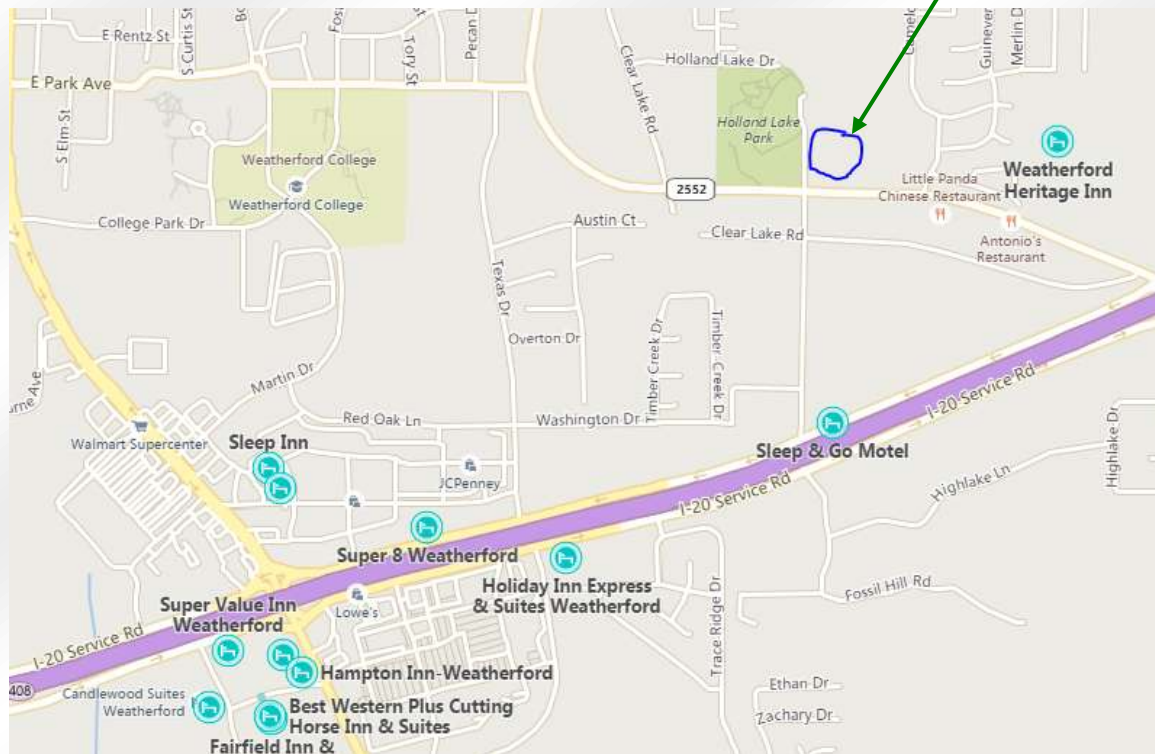 E Rentz St
S Curtis St
Tory St
Clear Lake Rd
Holland Lake Dr
Merlin Dr
E Park Ave
S Elm St
Holland Lake
Park
Weatherford College
Weatherford College
2552
Little Panda
Chinese Restaurant
Weatherford
Heritage Inn
College Park Dr
Austin Ct
Clear Lake Rd
Antonio's
Restaurant
Texas Dr
Overton Dr
Timber Creek Dr
Timber Creek Dr
Martin Dr
Red Oak Ln
Washington Dr
I-20 Service Rd
Walmart Supercenter
Sleep Inn
Sleep & Go Motel
Highlake Dr
JCPenney
I-20 Service Rd
Highlake Ln
Super 8 Weatherford
Holiday Inn Express
& Suites Weatherford
Fossil Hill Rd
Super Value Inn
Weatherford
Lowe's
Trace Ridge Dr
I-20 Service Rd
Hampton Inn-Weatherford
408
Candlewood Suites
Weatherford
Best Western Plus Cutting
Horse Inn & Suites
Ethan Dr
Zachary Dr
Fairfield Inn &